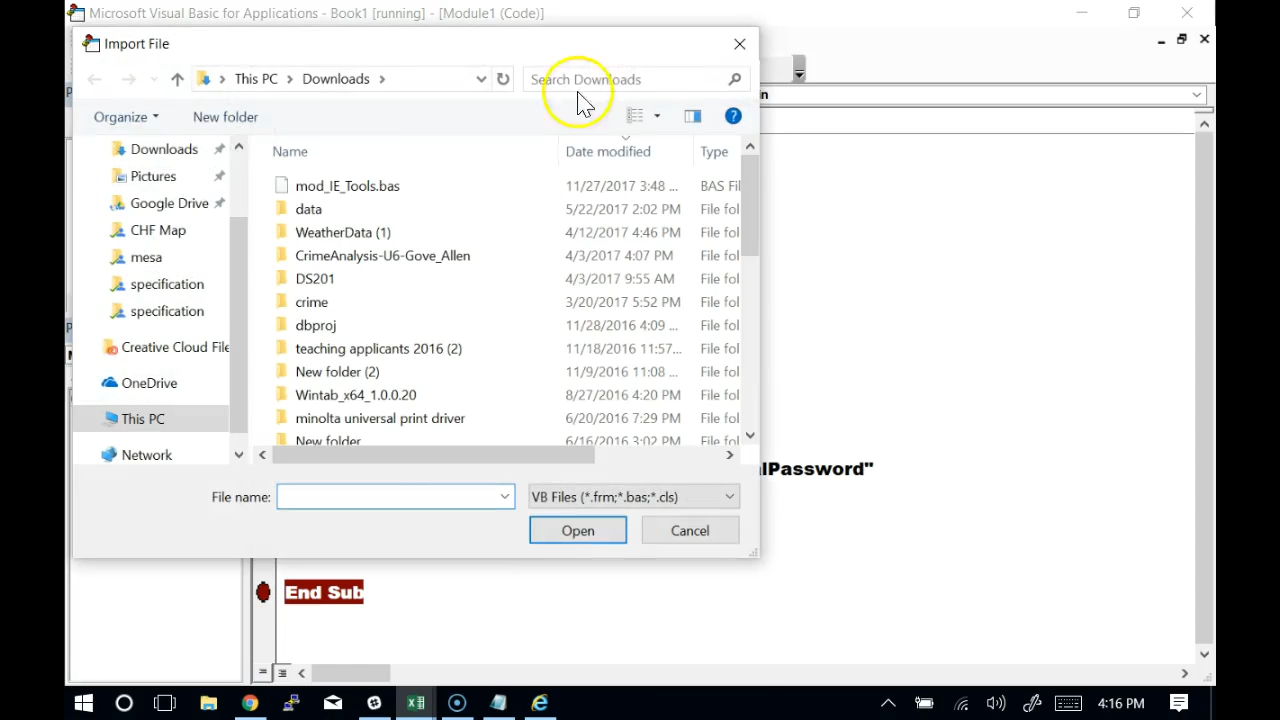 Microsoft Visual Basic for Applications - Book1 [running] - [Module1 (Code)]
Import File
This PC
Downloads
Search Downloads
Organize
New folder
?
Name
Date modified
Type
Downloads
Pictures
Google Drive
CHF Map
mesa
specification
specification
Creative Cloud File
OneDrive
This PC
Network
mod_IE_Tools.bas 11/27/2017 3:48 ... BAS Fil
data 5/22/2017 2:02 PM File fol
WeatherData (1) 4/12/2017 4:46 PM File fol
CrimeAnalysis-U6-Gove_Allen 4/3/2017 4:07 PM File fol
DS201 4/3/2017 9:55 AM File fol
crime 3/20/2017 5:52 PM File fol
dbproj 11/28/2016 4:09 ... File fol
teaching applicants 2016 (2) 11/18/2016 11:57... File fol
New folder (2) 11/9/2016 11:08 ... File fol
Wintab_x64_1.0.0.20 8/27/2016 4:20 PM File fol
minolta universal print driver 6/20/2016 7:29 PM File fol
New folder 6/16/2016 3:02 PM File fol
File name:
VB Files (*.frm;*.bas;*.cls)
Open
Cancel
lPassword"
End Sub
4:16 PM